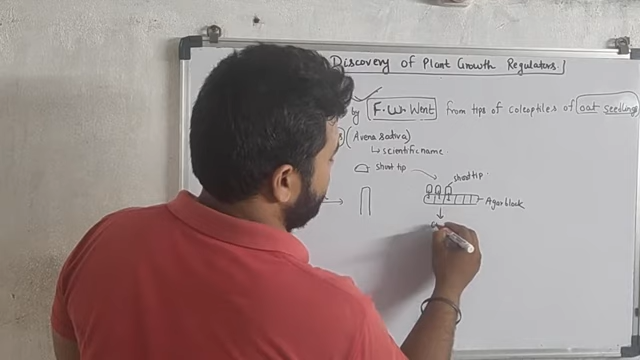 Discovery of Plant Growth Regulators.
by F.W. Went from tips of coleoptiles of oat seedlings
(Avena sativa)
scientific name
shoot tip
shoot tip.
Agar block